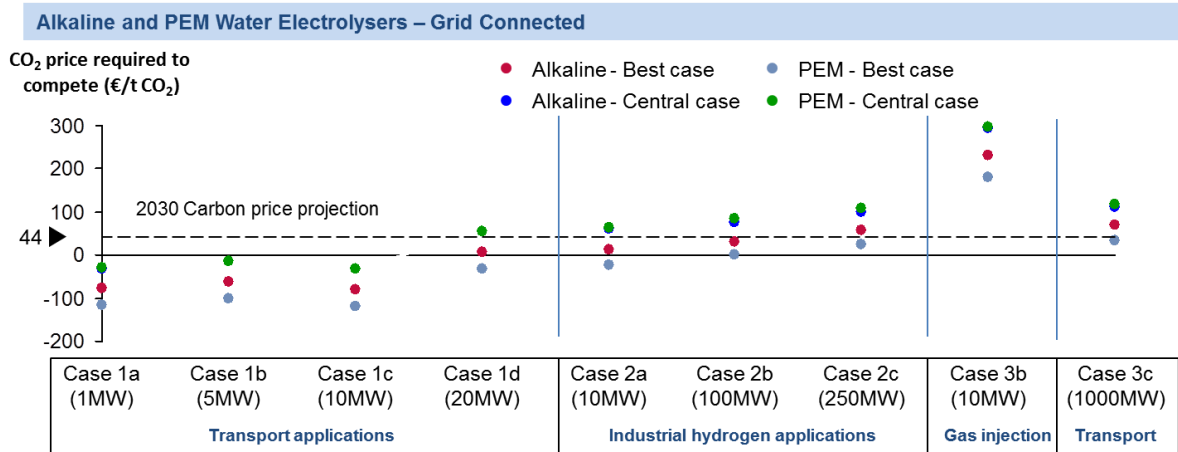 Alkaline and PEM Water Electrolysers – Grid Connected
CO₂ price required to
compete (€/t CO₂)
Alkaline - Best case
PEM - Best case
Alkaline - Central case
PEM - Central case
300
200
100
44
0
-100
-200
2030 Carbon price projection
Case 1a
(1MW)
Case 1b
(5MW)
Case 1c
(10MW)
Case 1d
(20MW)
Case 2a
(10MW)
Case 2b
(100MW)
Case 2c
(250MW)
Case 3b
(10MW)
Case 3c
(1000MW)
Transport applications
Industrial hydrogen applications
Gas injection
Transport